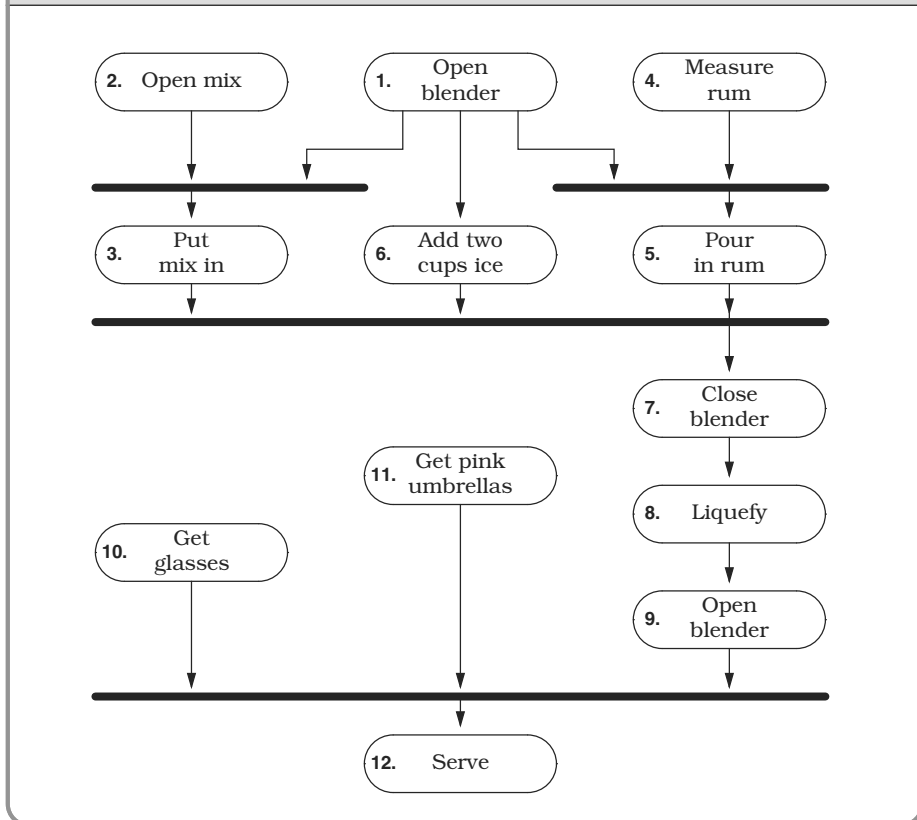 2. Open mix
1. Open
blender
4. Measure
rum
3. Put
mix in
6. Add two
cups ice
5. Pour
in rum
7. Close
blender
11. Get pink
umbrellas
8. Liquefy
10. Get
glasses
9. Open
blender
12. Serve